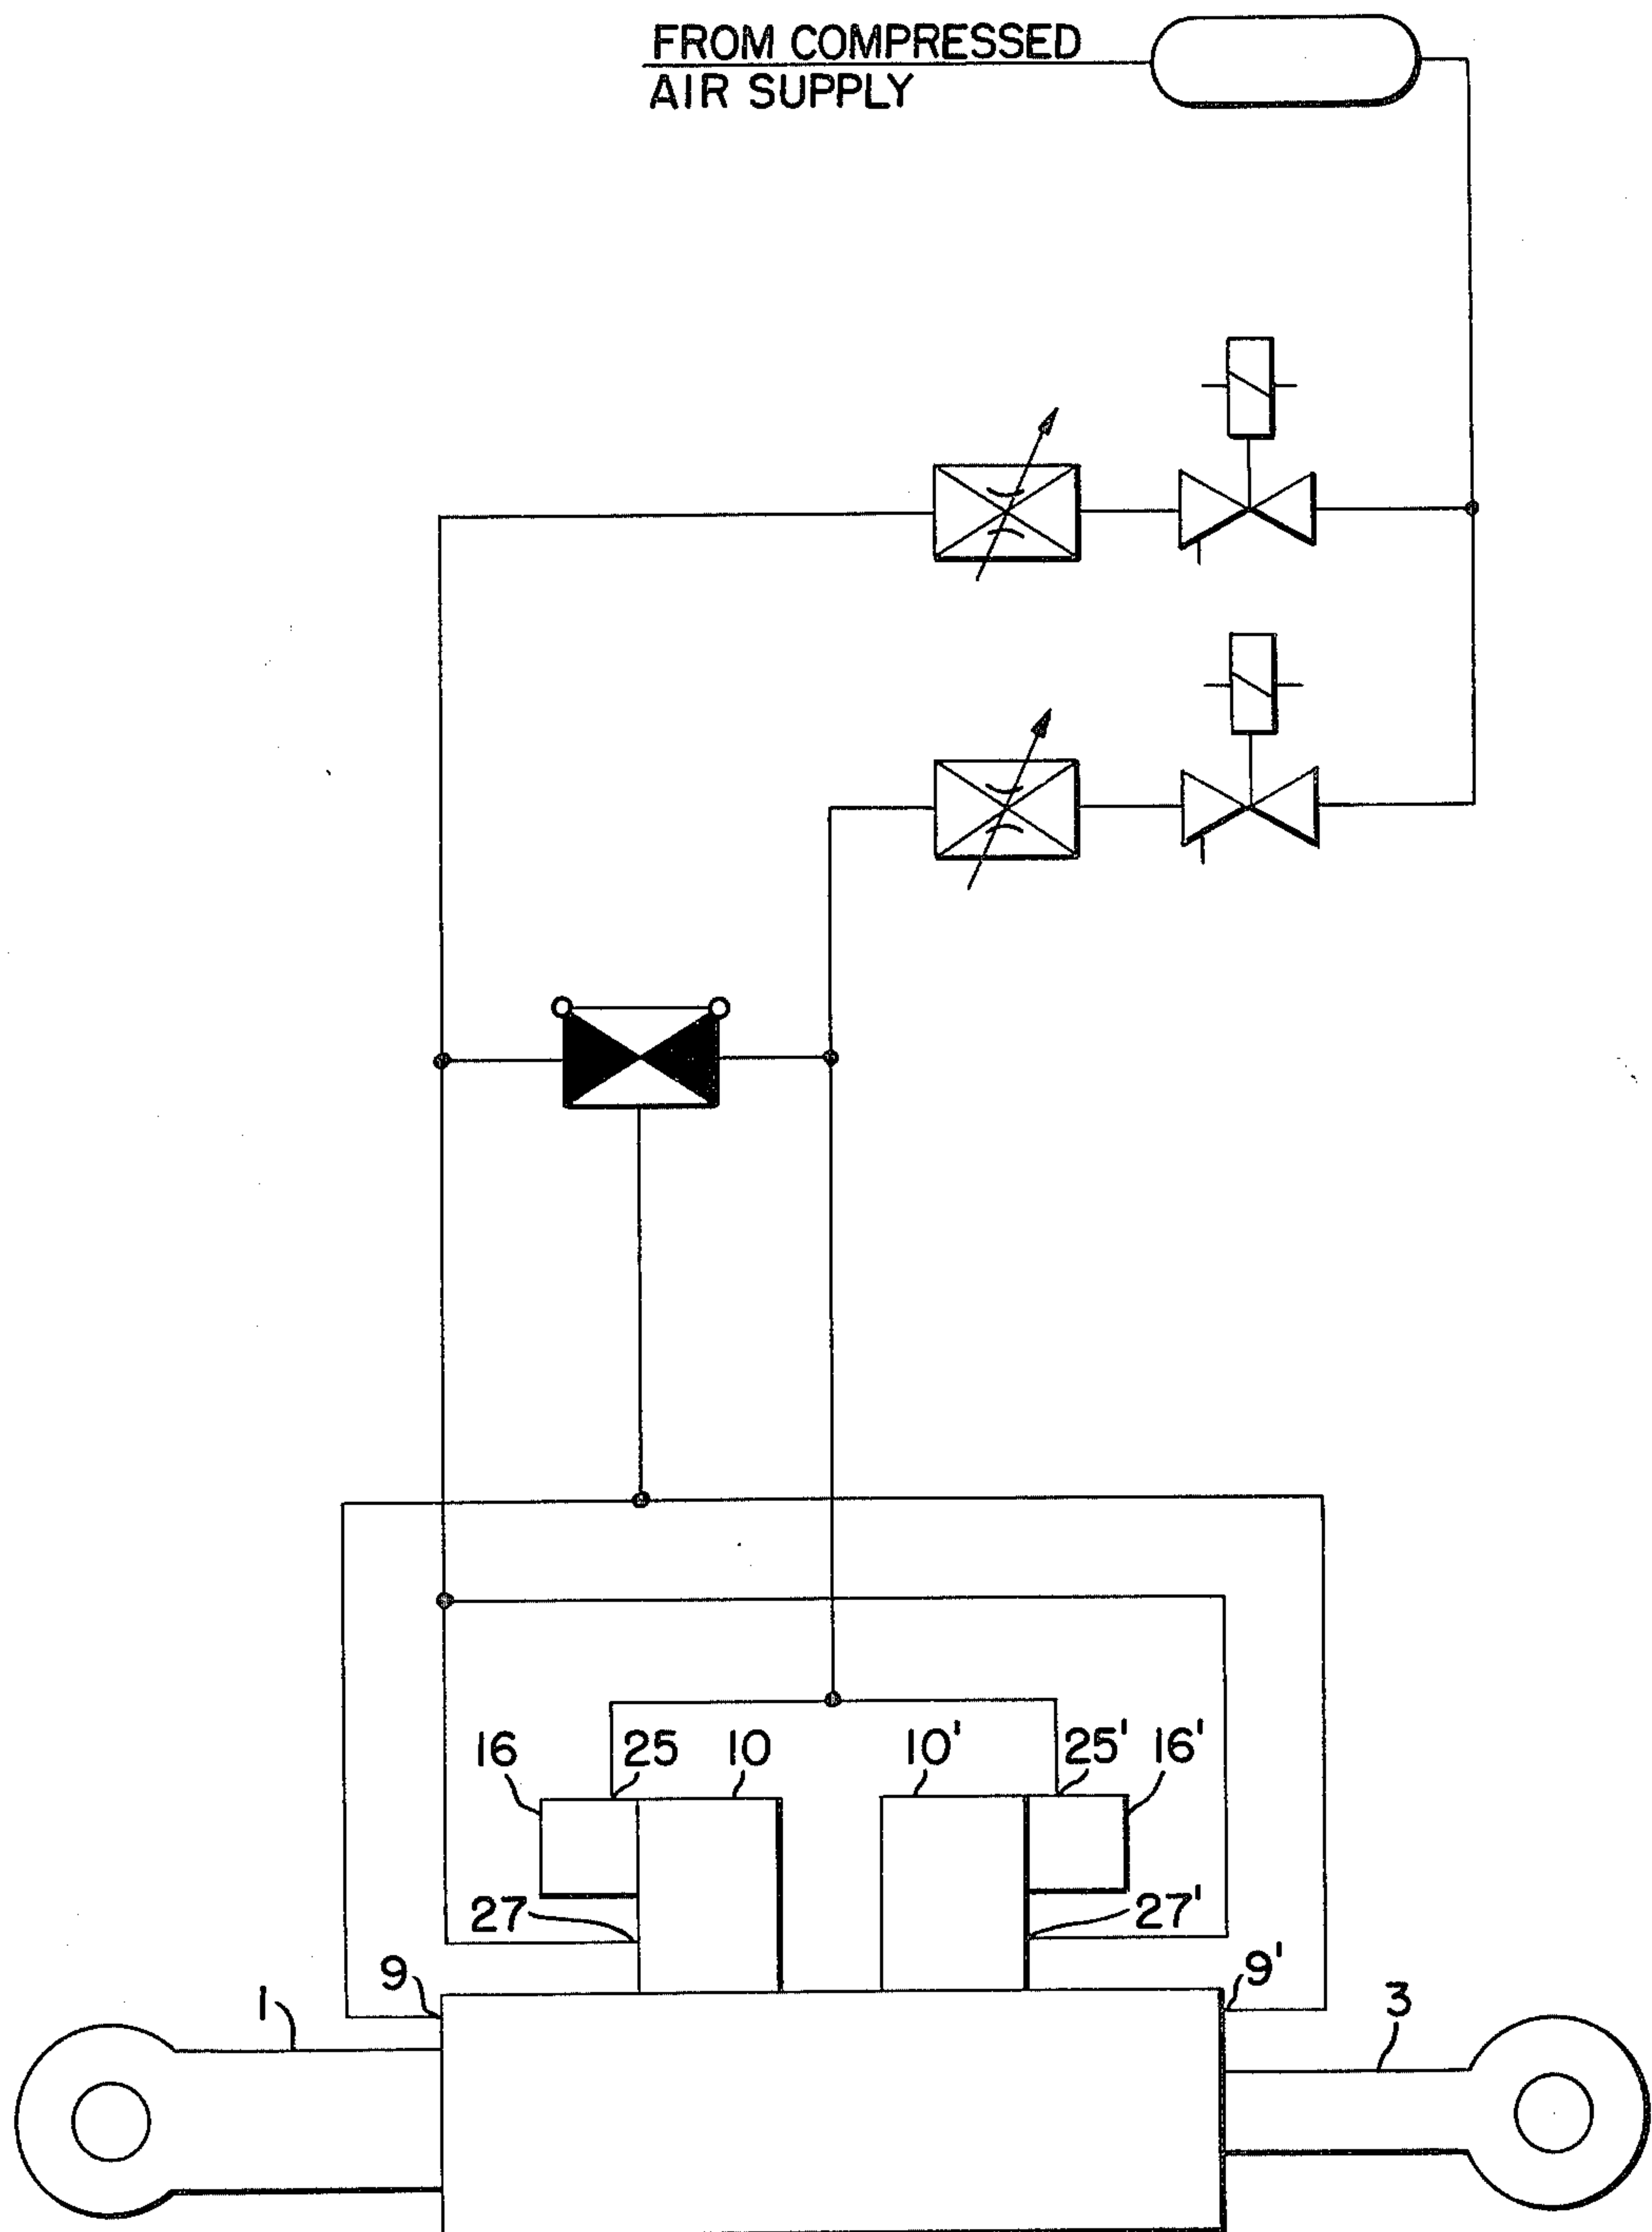 FROM COMPRESSED
AIR SUPPLY
16 25 10 10' 25' 16'
27 27'
9 9'
1 3